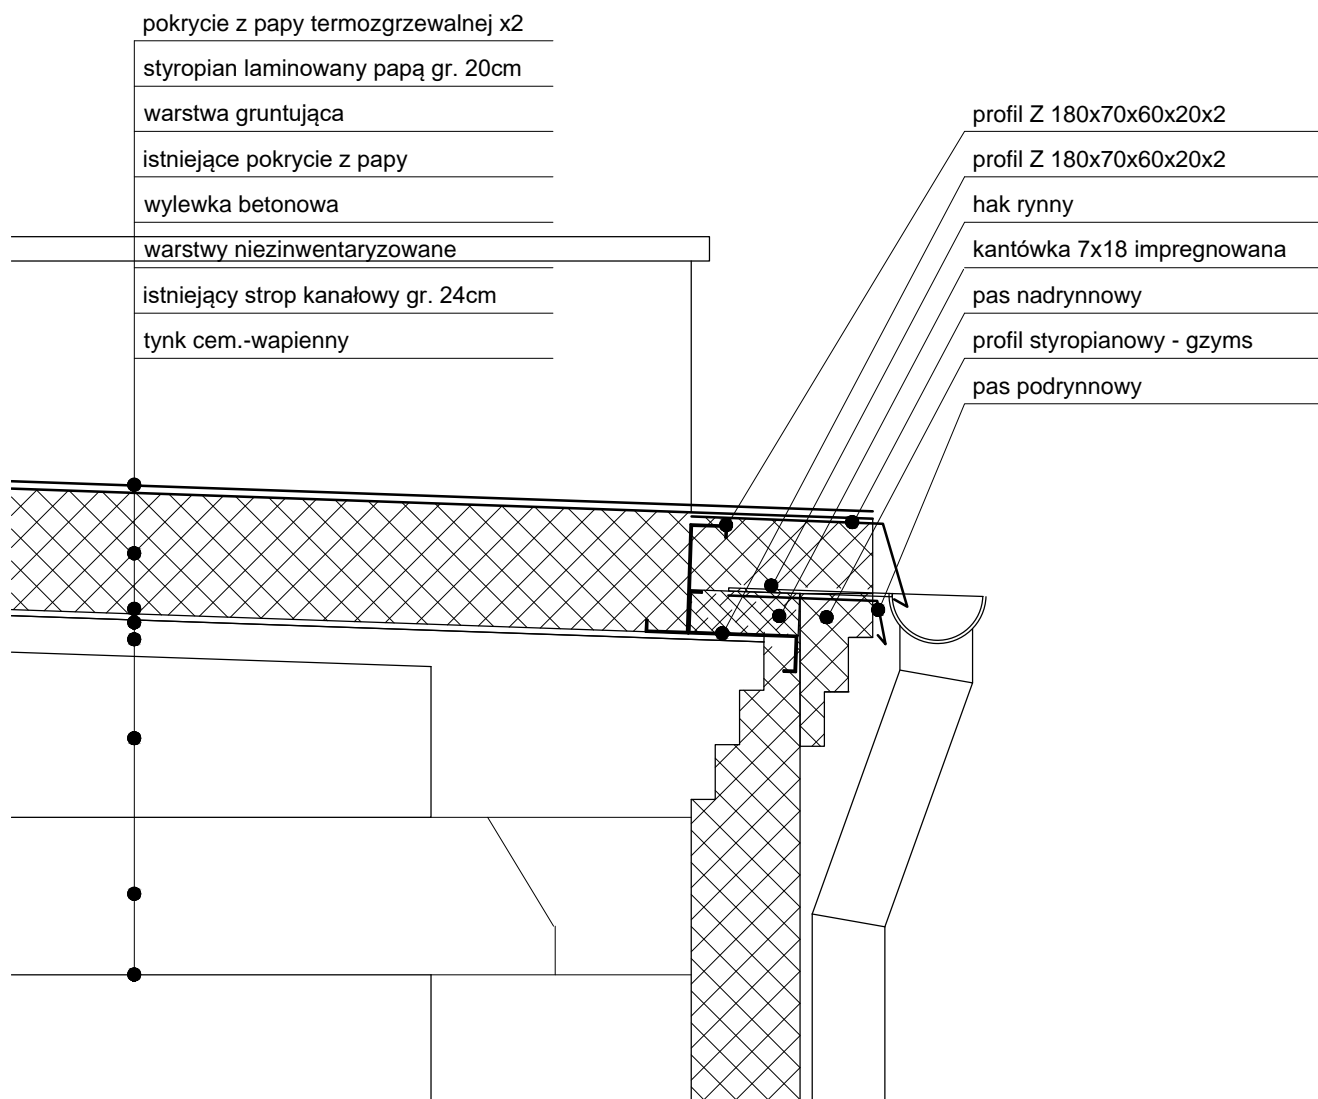 pokrycie z papy termozgrzewalnej x2
styropian laminowany papą gr. 20cm
warstwa gruntująca
istniejące pokrycie z papy
wylewka betonowa
warstwy niezinwentaryzowane
istniejący strop kanałowy gr. 24cm
tynk cem.-wapienny
profil Z 180x70x60x20x2
profil Z 180x70x60x20x2
hak rynny
kantówka 7x18 impregnowana
pas nadrynnowy
profil styropianowy - gzyms
pas podrynnowy